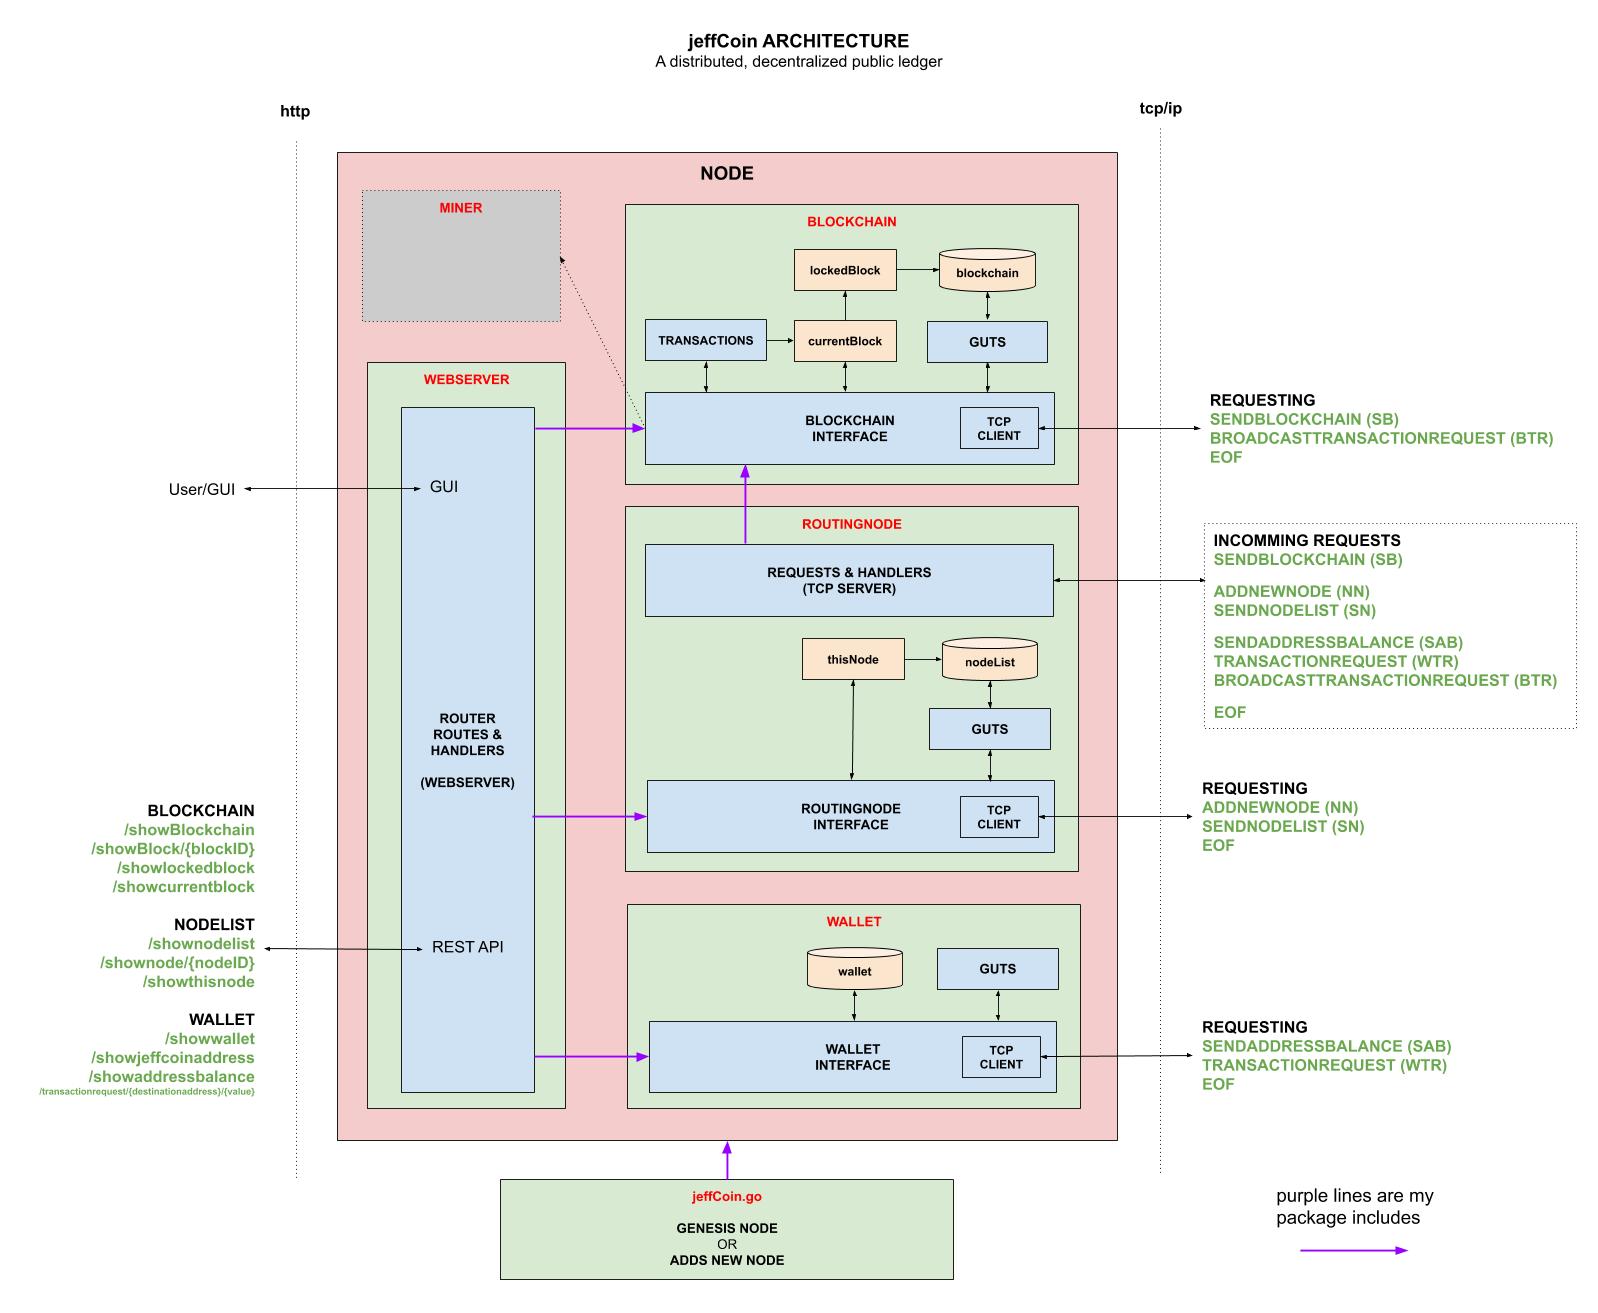 jeffCoin ARCHITECTURE
A distributed, decentralized public ledger
http
tcp/ip
NODE
MINER
BLOCKCHAIN
lockedBlock
blockchain
TRANSACTIONS
currentBlock
GUTS
BLOCKCHAIN
INTERFACE
TCP
CLIENT
REQUESTING
SENDBLOCKCHAIN (SB)
BROADCASTTRANSACTIONREQUEST (BTR)
EOF
WEBSERVER
User/GUI
GUI
ROUTER
ROUTES &
HANDLERS
(WEBSERVER)
REST API
ROUTINGNODE
REQUESTS & HANDLERS
(TCP SERVER)
INCOMMING REQUESTS
SENDBLOCKCHAIN (SB)
ADDNEWNODE (NN)
SENDNODELIST (SN)
SENDADDRESSBALANCE (SAB)
TRANSACTIONREQUEST (WTR)
BROADCASTTRANSACTIONREQUEST (BTR)
EOF
thisNode
nodeList
GUTS
ROUTINGNODE
INTERFACE
TCP
CLIENT
REQUESTING
ADDNEWNODE (NN)
SENDNODELIST (SN)
EOF
BLOCKCHAIN
/showBlockchain
/showBlock/{blockID}
/showlockedblock
/showcurrentblock
NODELIST
/shownodelist
/shownode/{nodeID}
/showthisnode
WALLET
/showwallet
/showjeffcoinaddress
/showaddressbalance
/transactionrequest/{destinationaddress}/{value}
WALLET
wallet
GUTS
WALLET
INTERFACE
TCP
CLIENT
REQUESTING
SENDADDRESSBALANCE (SAB)
TRANSACTIONREQUEST (WTR)
EOF
jeffCoin.go
GENESIS NODE
OR
ADDS NEW NODE
purple lines are my
package includes